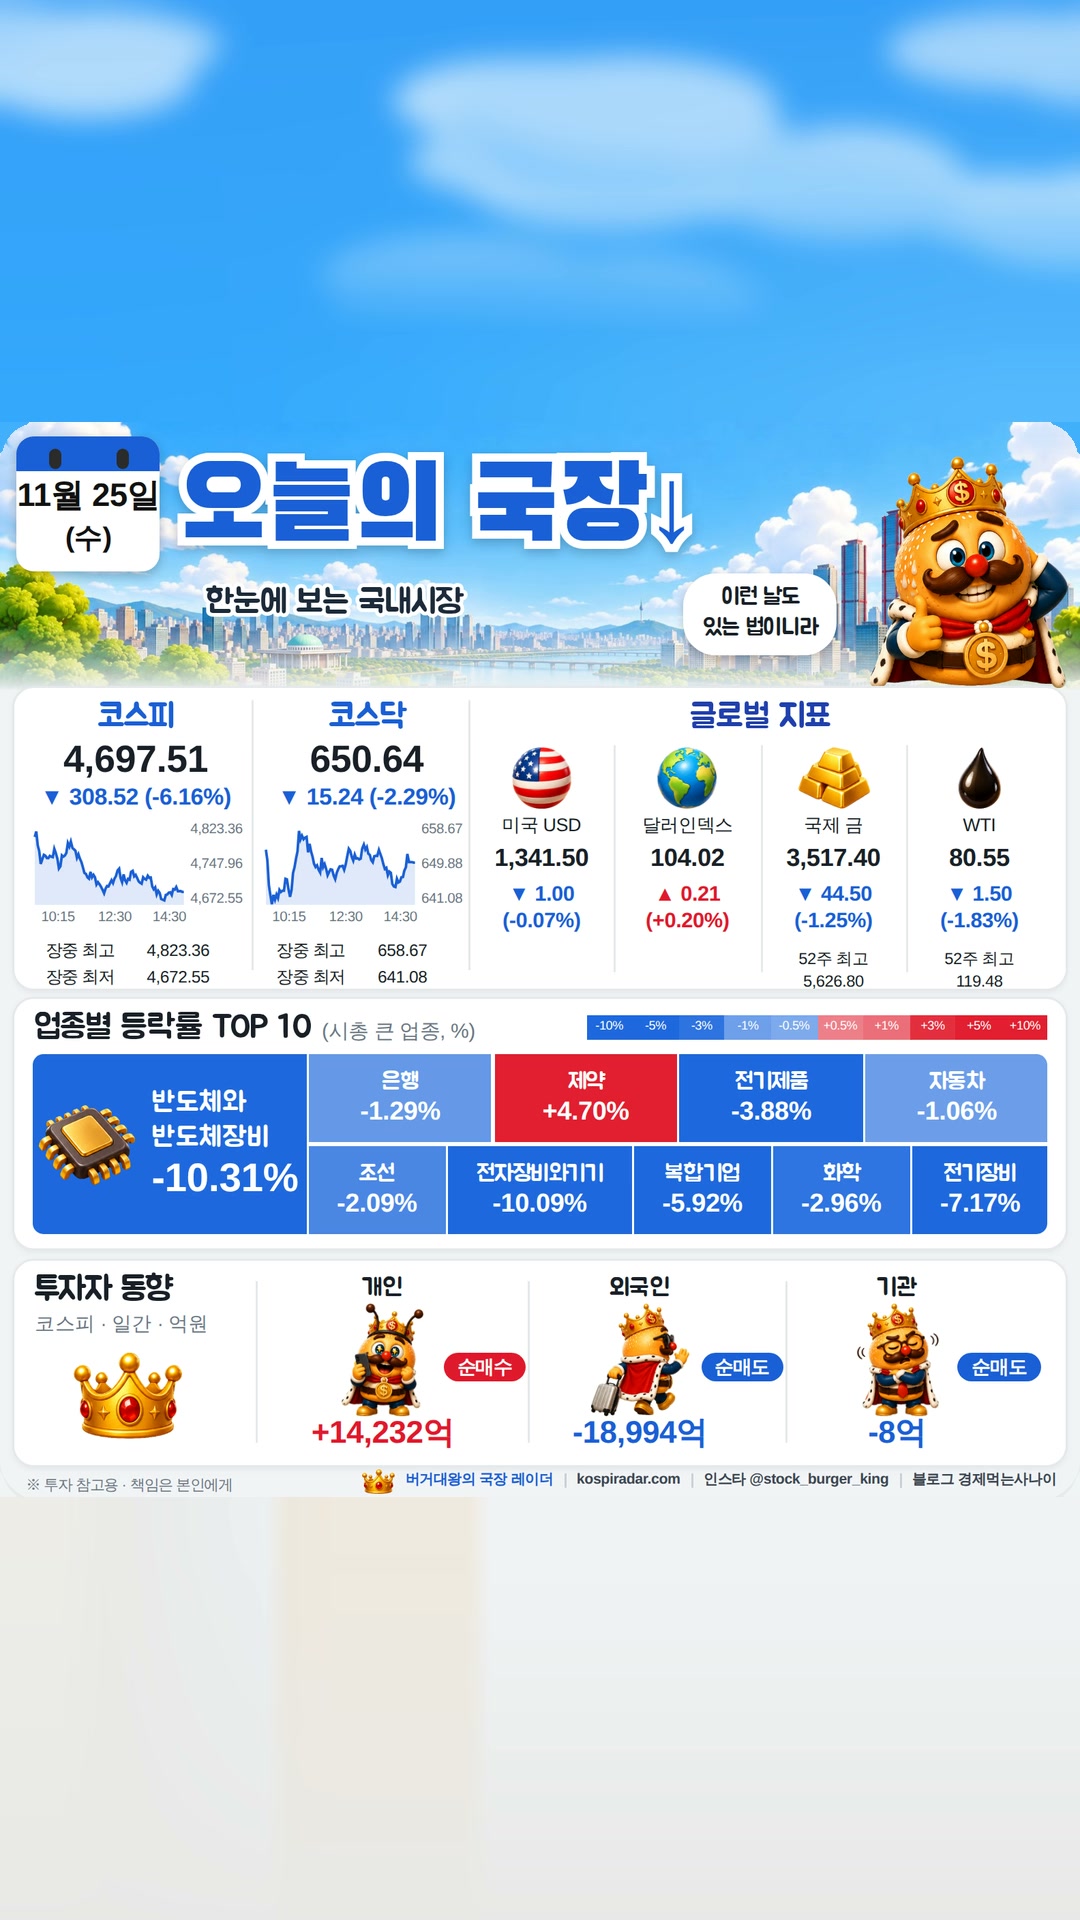 11월 25일
(수)
오늘의 국장↓
한눈에 보는 국내시장
이런 날도
있는 법이니라
코스피
4,697.51
▼ 308.52 (-6.16%)
4,823.36
4,747.96
4,672.55
10:15 12:30 14:30
장중 최고 4,823.36
장중 최저 4,672.55
코스닥
650.64
▼ 15.24 (-2.29%)
658.67
649.88
641.08
10:15 12:30 14:30
장중 최고 658.67
장중 최저 641.08
글로벌 지표
미국 USD
1,341.50
▼ 1.00
(-0.07%)
달러인덱스
104.02
▲ 0.21
(+0.20%)
국제 금
3,517.40
▼ 44.50
(-1.25%)
52주 최고
5,626.80
WTI
80.55
▼ 1.50
(-1.83%)
52주 최고
119.48
업종별 등락률 TOP 10 (시총 큰 업종, %)
-10% -5% -3% -1% -0.5% +0.5% +1% +3% +5% +10%
반도체와
반도체장비
-10.31%
은행
-1.29%
제약
+4.70%
전기제품
-3.88%
자동차
-1.06%
조선
-2.09%
전자장비와기기
-10.09%
복합기업
-5.92%
화학
-2.96%
전기장비
-7.17%
투자자 동향
코스피 · 일간 · 억원
개인
순매수
+14,232억
외국인
순매도
-18,994억
기관
순매도
-8억
※ 투자 참고용 · 책임은 본인에게
버거대왕의 국장 레이더 | kospiradar.com | 인스타 @stock_burger_king | 블로그 경제먹는사나이